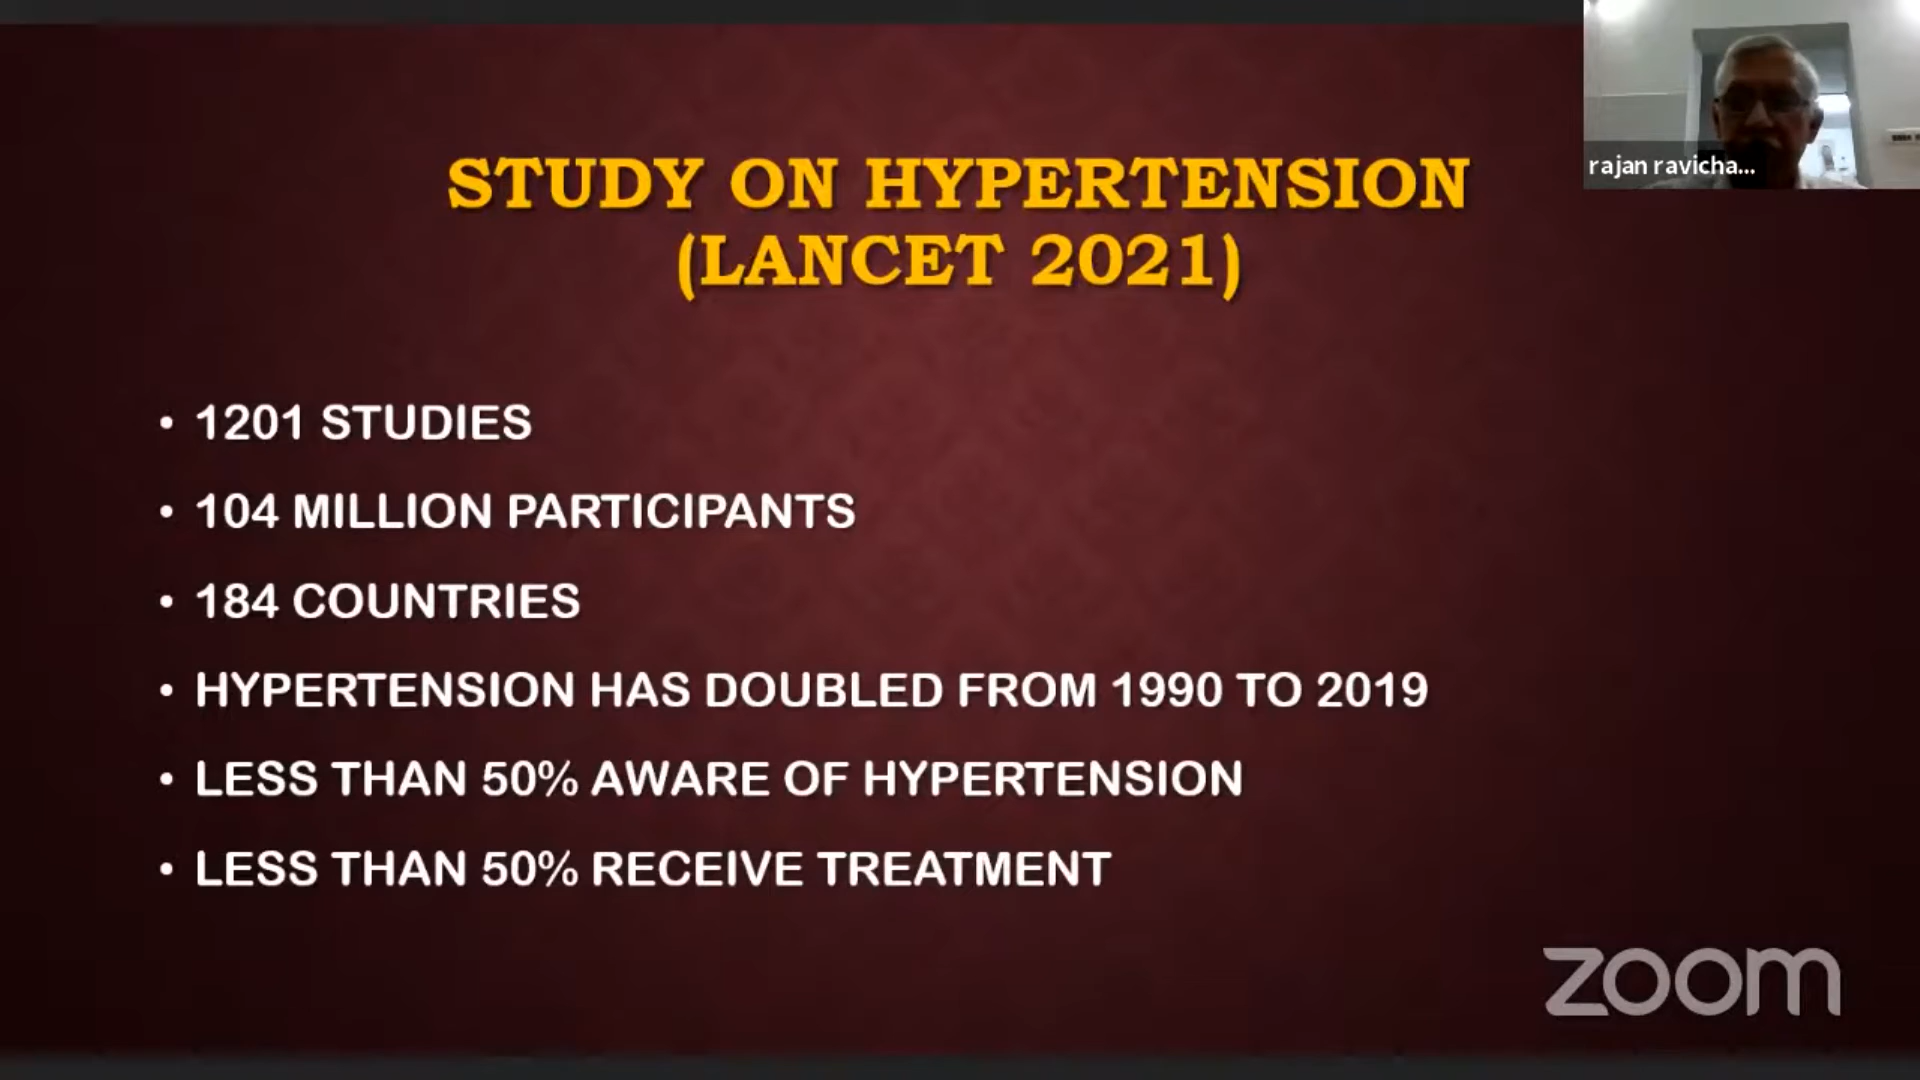 rajan ravicha...
STUDY ON HYPERTENSION
(LANCET 2021)
• 1201 STUDIES
• 104 MILLION PARTICIPANTS
• 184 COUNTRIES
• HYPERTENSION HAS DOUBLED FROM 1990 TO 2019
• LESS THAN 50% AWARE OF HYPERTENSION
• LESS THAN 50% RECEIVE TREATMENT
zoom